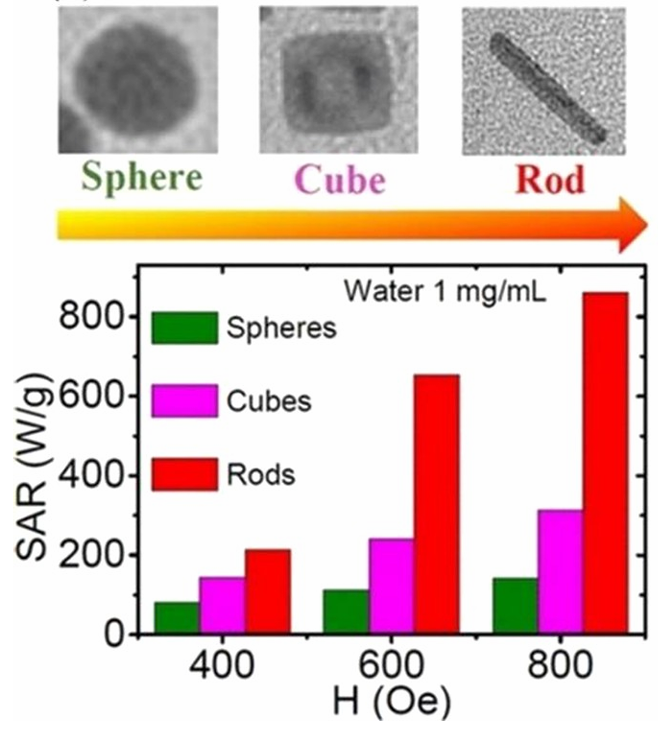 Sphere
Cube
Rod
Water 1 mg/mL
Spheres
Cubes
Rods
SAR (W/g)
800
600
400
200
0
400
600
800
H (Oe)